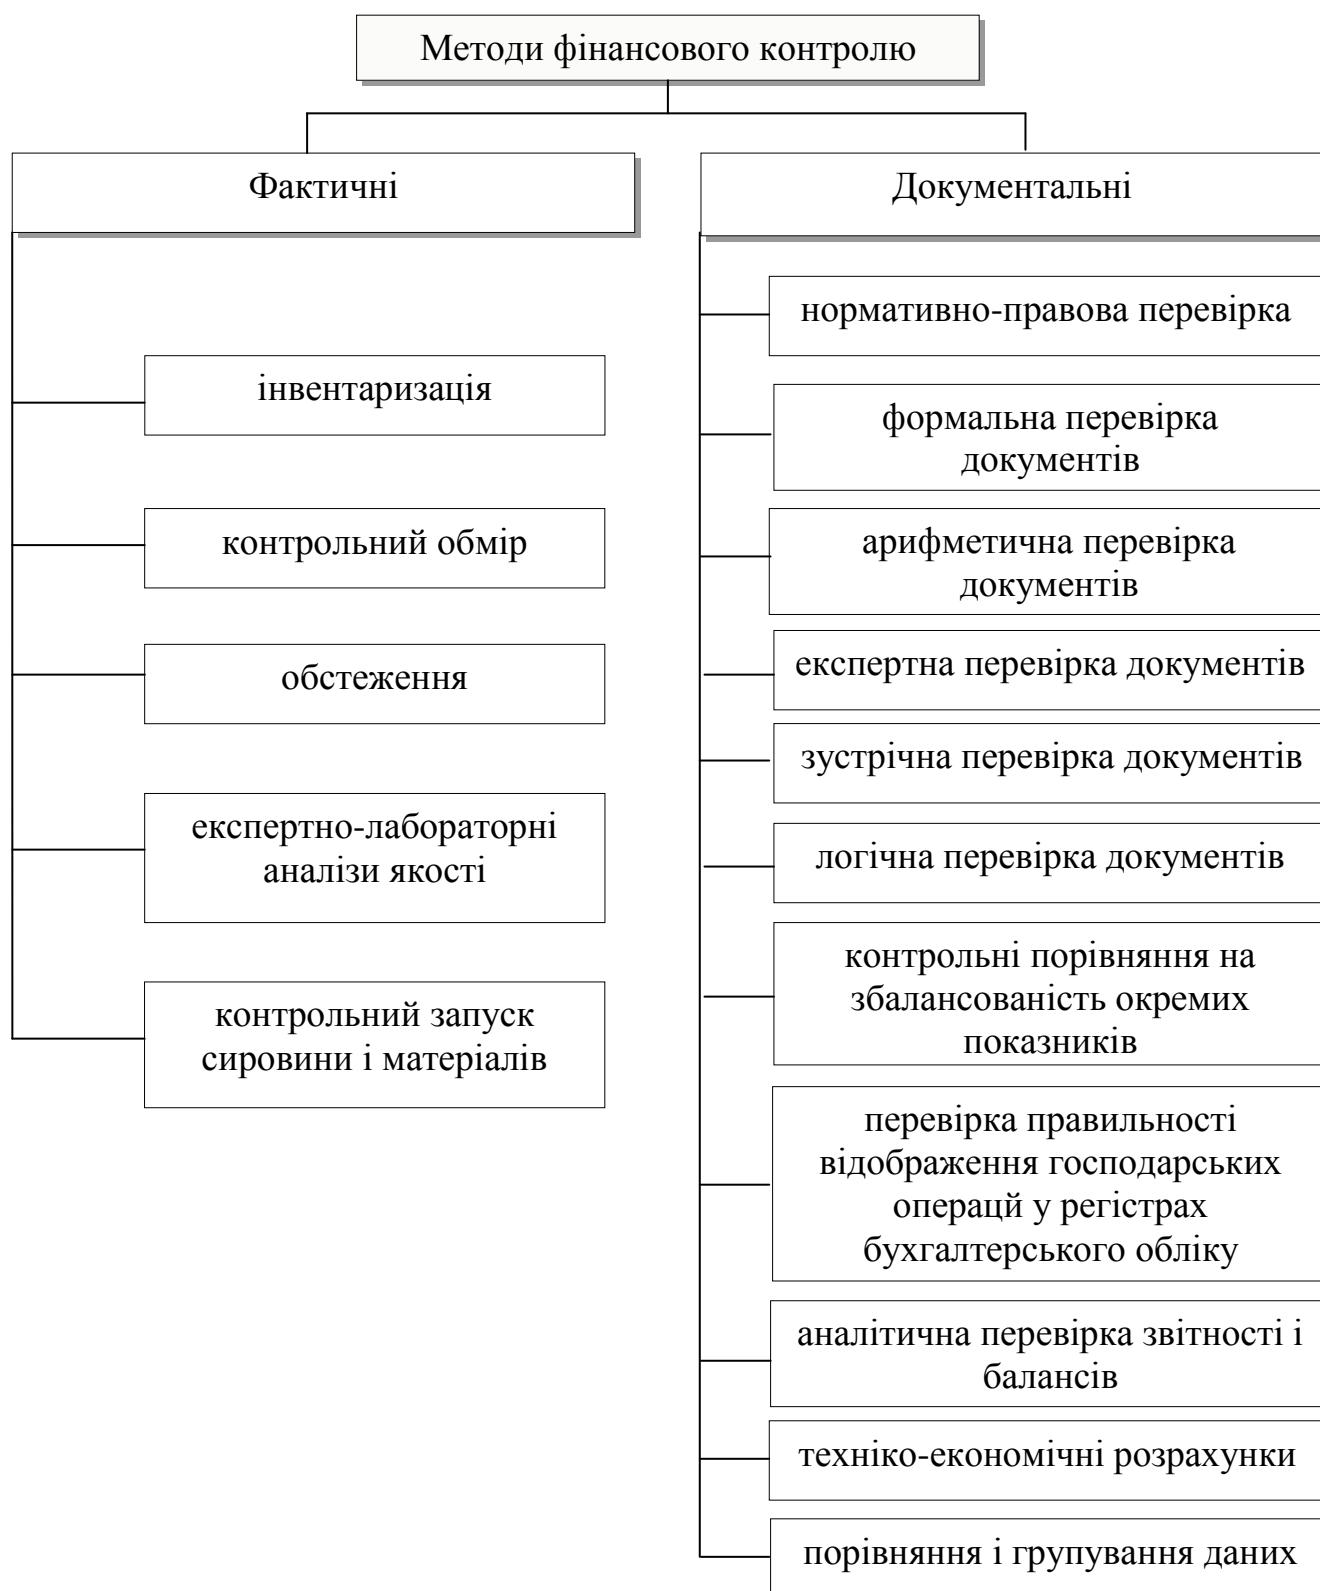 Методи фінансового контролю
Фактичні
інвентаризація
контрольний обмір
обстеження
експертно-лабораторні
аналізи якості
контрольний запуск
сировини і матеріалів
Документальні
нормативно-правова перевірка
формальна перевірка
документів
арифметична перевірка
документів
експертна перевірка документів
зустрічна перевірка документів
логічна перевірка документів
контрольні порівняння на
збалансованість окремих
показників
перевірка правильності
відображення господарських
операцй у регістрах
бухгалтерського обліку
аналітична перевірка звітності і
балансів
техніко-економічні розрахунки
порівняння і групування даних